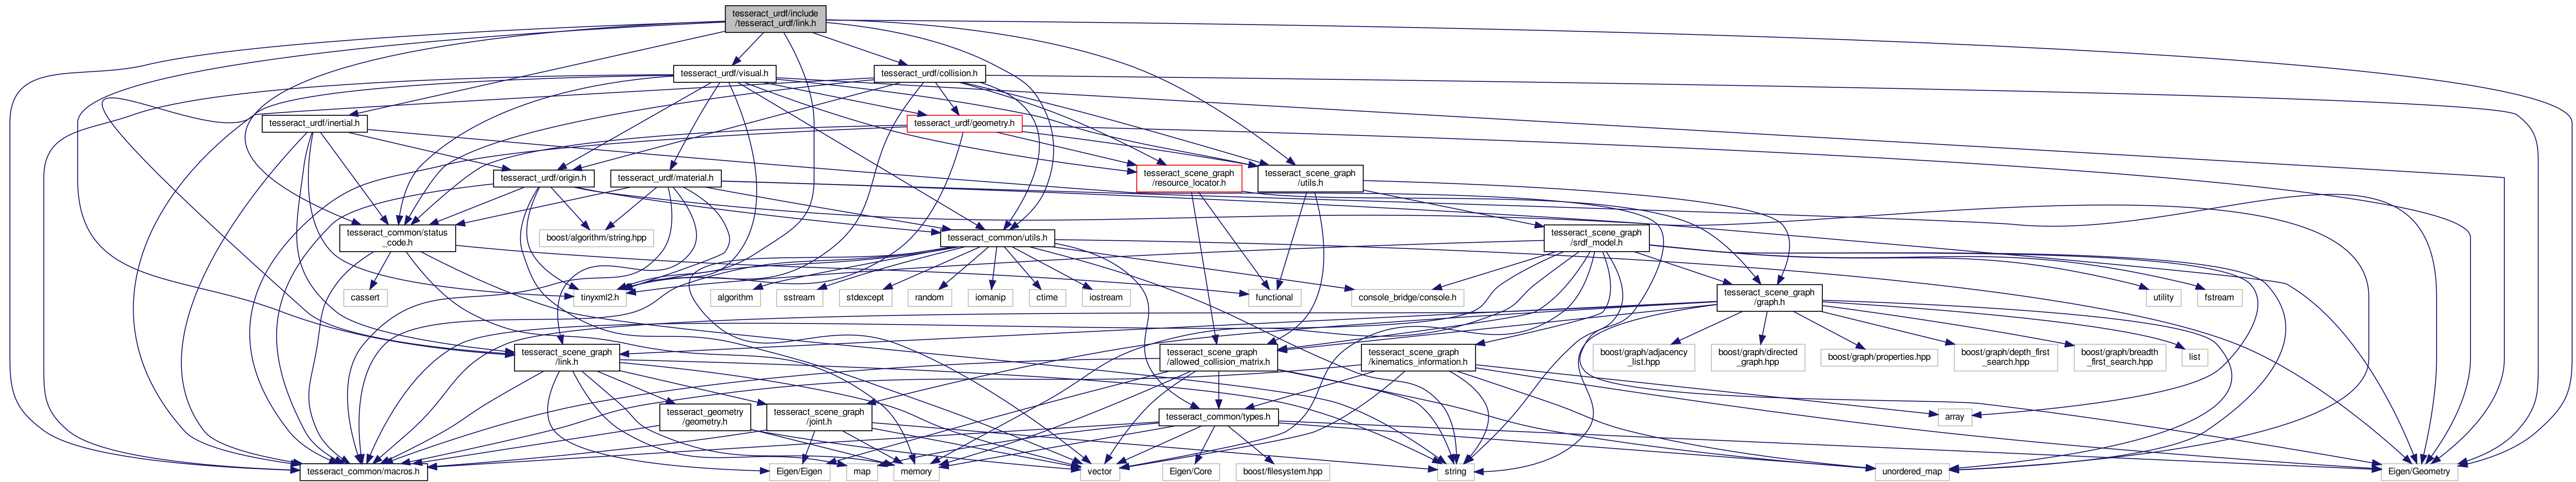 tesseract_urdf/include
/tesseract_urdf/link.h
tesseract_urdf/visual.h
tesseract_urdf/collision.h
tesseract_urdf/inertial.h
tesseract_urdf/geometry.h
tesseract_urdf/origin.h
tesseract_urdf/material.h
tesseract_scene_graph
/resource_locator.h
tesseract_scene_graph
/utils.h
tesseract_common/status
_code.h
boost/algorithm/string.hpp
tesseract_common/utils.h
tesseract_scene_graph
/srdf_model.h
cassert
tinyxml2.h
algorithm
sstream
stdexcept
random
iomanip
ctime
iostream
functional
console_bridge/console.h
tesseract_scene_graph
/graph.h
utility
fstream
tesseract_scene_graph
/link.h
tesseract_scene_graph
/allowed_collision_matrix.h
tesseract_scene_graph
/kinematics_information.h
boost/graph/adjacency
_list.hpp
boost/graph/directed
_graph.hpp
boost/graph/properties.hpp
boost/graph/depth_first
_search.hpp
boost/graph/breadth
_first_search.hpp
list
tesseract_geometry
/geometry.h
tesseract_scene_graph
/joint.h
tesseract_common/types.h
array
tesseract_common/macros.h
Eigen/Eigen
map
memory
vector
Eigen/Core
boost/filesystem.hpp
string
unordered_map
Eigen/Geometry